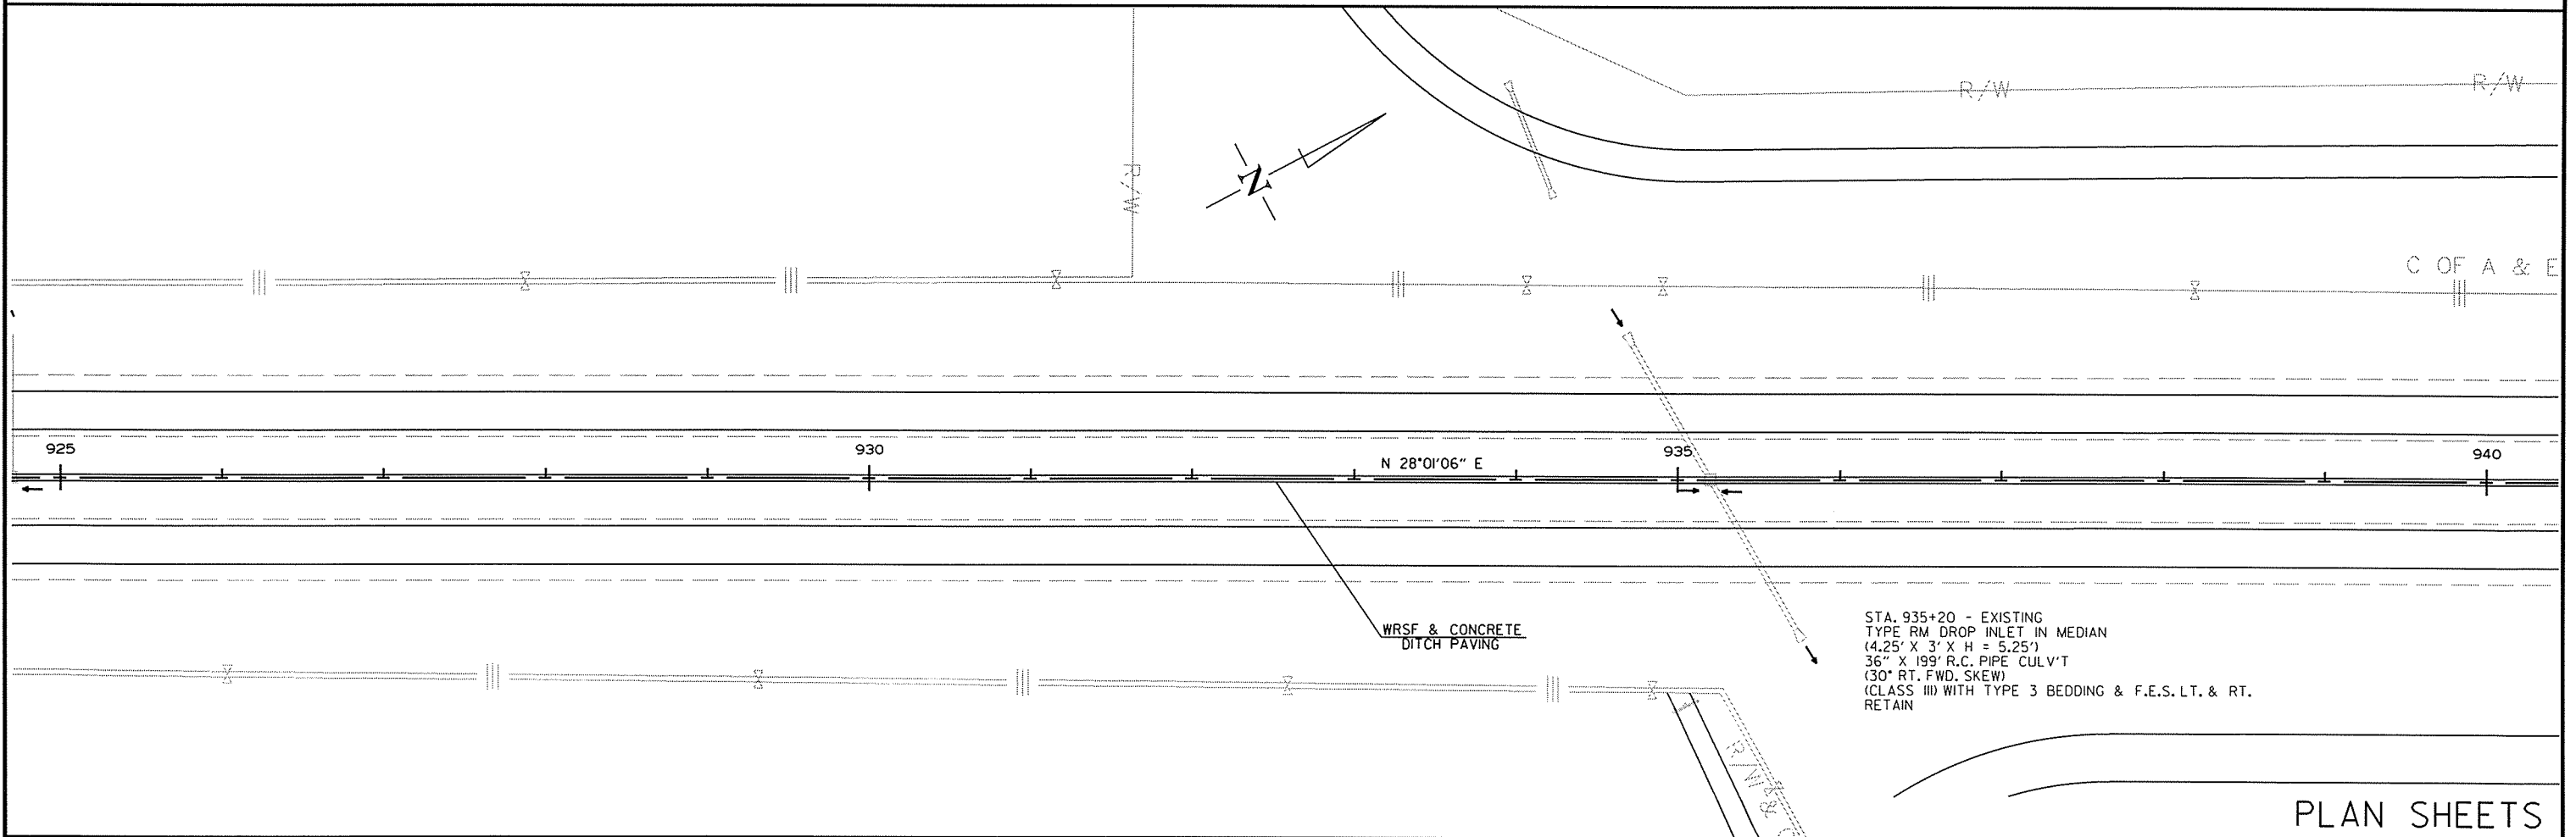 R/W
R/W
R/W
N
C OF A & E
925
930
935
940
N 28°01'06" E
WRSF & CONCRETE
DITCH PAVING
STA. 935+20 - EXISTING
TYPE RM DROP INLET IN MEDIAN
(4.25' X 3' X H = 5.25')
36" X 199' R.C. PIPE CULV'T
(30° RT. FWD. SKEW)
(CLASS III) WITH TYPE 3 BEDDING & F.E.S. LT. & RT.
RETAIN
R/W & C
PLAN SHEETS